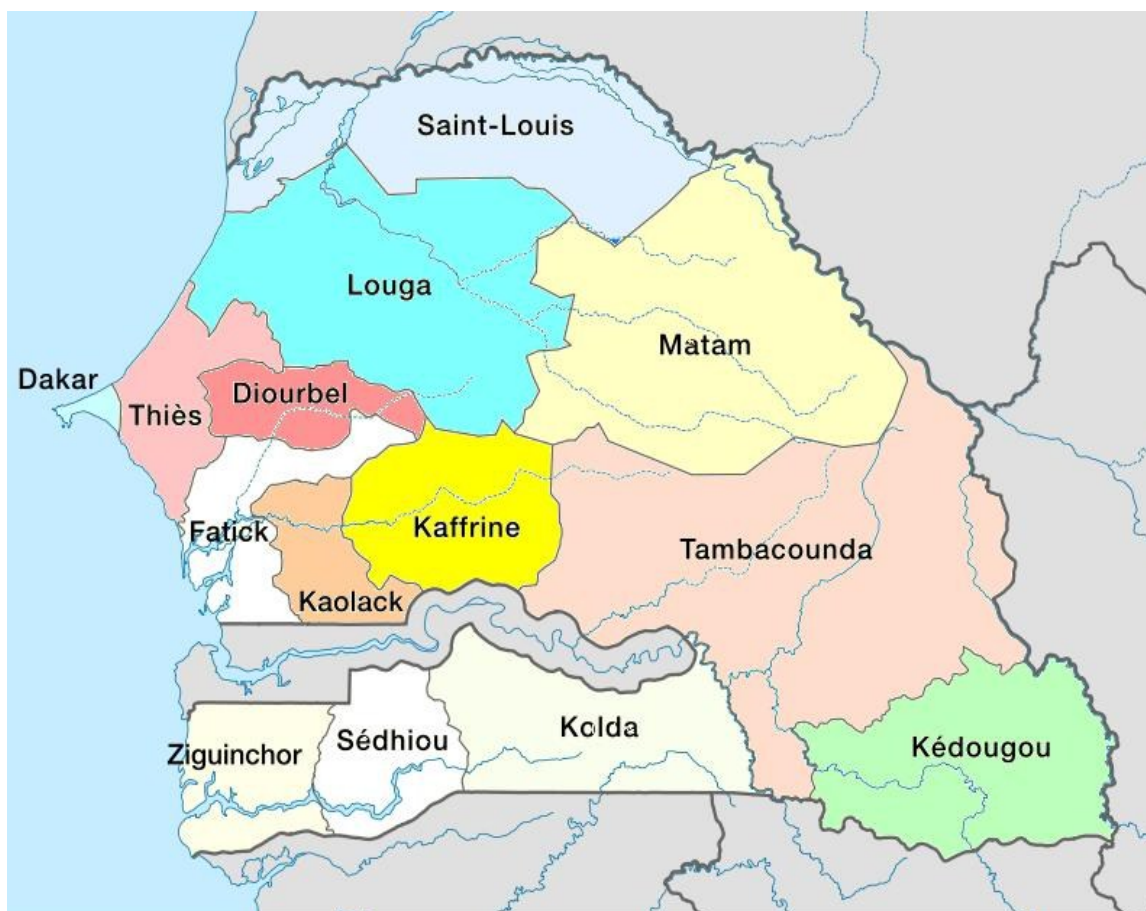 Saint-Louis
Louga
Matam
Dakar
Thiès
Diourbel
Fatick
Kaffrine
Tambacounda
Kaolack
Ziguinchor
Sédhiou
Kolda
Kédougou